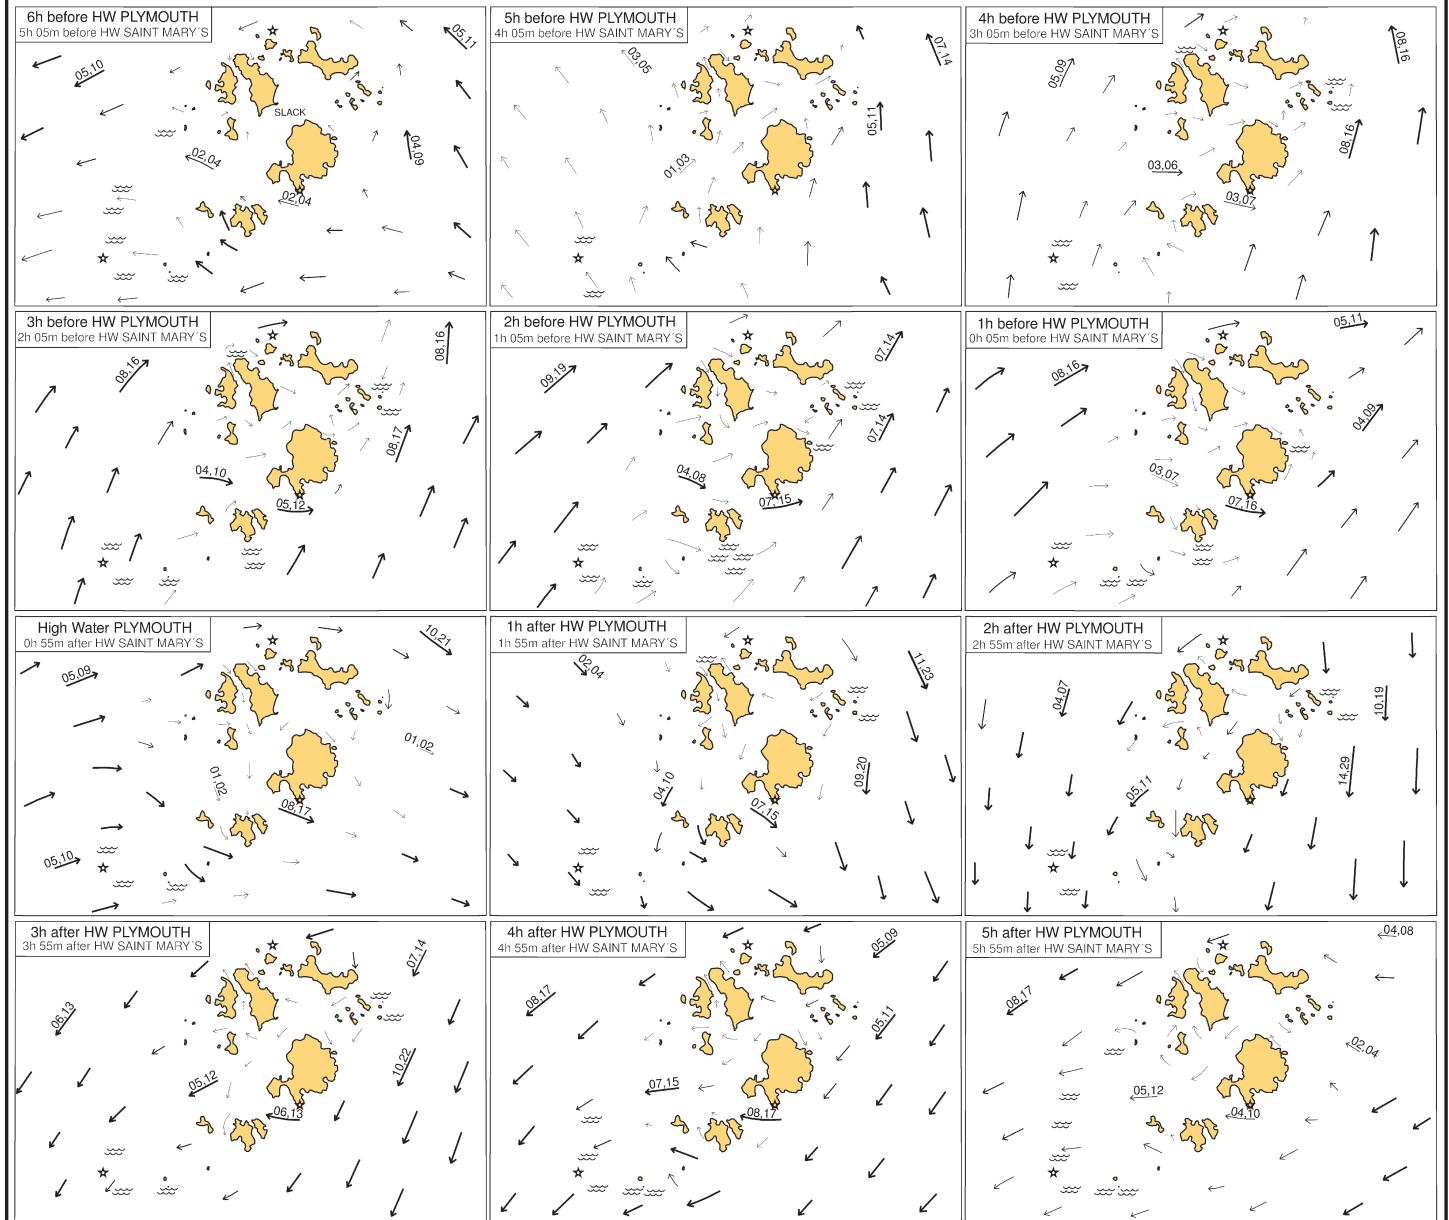 6h before HW PLYMOUTH
5h 05m before HW SAINT MARY´S
05,11
05,10
SLACK
04,09
02,04
02,04
5h before HW PLYMOUTH
4h 05m before HW SAINT MARY´S
03,05
07,14
05,11
01,03
4h before HW PLYMOUTH
3h 05m before HW SAINT MARY´S
08,16
05,09
08,16
03,06
03,07
3h before HW PLYMOUTH
2h 05m before HW SAINT MARY´S
08,16
08,16
08,17
04,10
05,12
2h before HW PLYMOUTH
1h 05m before HW SAINT MARY´S
07,14
09,19
07,14
04,08
07,15
1h before HW PLYMOUTH
0h 05m before HW SAINT MARY´S
05,11
08,16
04,09
03,07
07,16
High Water PLYMOUTH
0h 55m after HW SAINT MARY´S
10,21
05,09
01,02
01,02
08,17
05,10
1h after HW PLYMOUTH
1h 55m after HW SAINT MARY´S
02,04
11,23
09,20
04,10
07,15
2h after HW PLYMOUTH
2h 55m after HW SAINT MARY´S
04,07
10,19
14,29
05,11
3h after HW PLYMOUTH
3h 55m after HW SAINT MARY´S
07,14
06,13
10,22
05,12
06,13
4h after HW PLYMOUTH
4h 55m after HW SAINT MARY´S
05,09
08,17
05,11
07,15
08,17
5h after HW PLYMOUTH
5h 55m after HW SAINT MARY´S
04,08
08,17
02,04
05,12
04,10